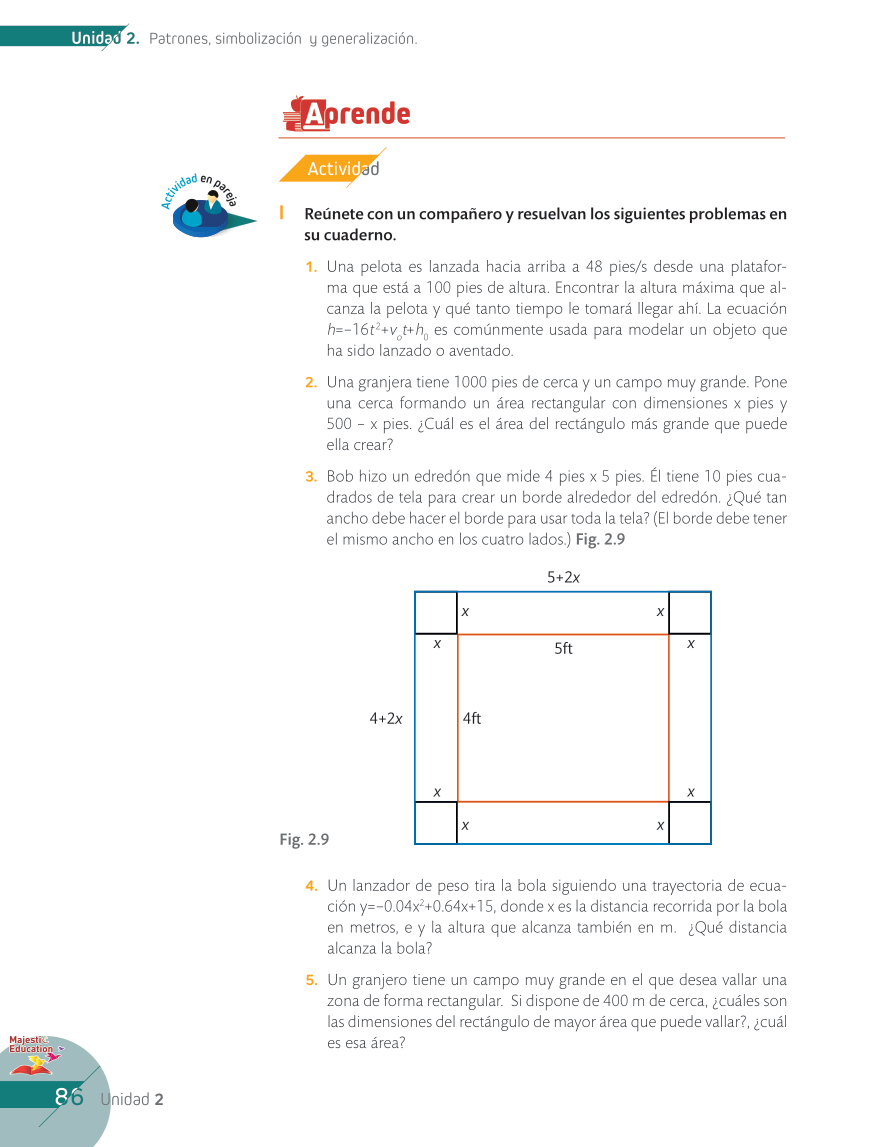 Unidad 2. Patrones, simbolización y generalización.
Aprende
Actividad
Actividad en pareja
I Reúnete con un compañero y resuelvan los siguientes problemas en
su cuaderno.
1. Una pelota es lanzada hacia arriba a 48 pies/s desde una platafor-
ma que está a 100 pies de altura. Encontrar la altura máxima que al-
canza la pelota y qué tanto tiempo le tomará llegar ahí. La ecuación
h=−16t²+vₒt+h₀ es comúnmente usada para modelar un objeto que
ha sido lanzado o aventado.
2. Una granjera tiene 1000 pies de cerca y un campo muy grande. Pone
una cerca formando un área rectangular con dimensiones x pies y
500 − x pies. ¿Cuál es el área del rectángulo más grande que puede
ella crear?
3. Bob hizo un edredón que mide 4 pies x 5 pies. Él tiene 10 pies cua-
drados de tela para crear un borde alrededor del edredón. ¿Qué tan
ancho debe hacer el borde para usar toda la tela? (El borde debe tener
el mismo ancho en los cuatro lados.) Fig. 2.9
5+2x
x x
x 5ft x
4+2x 4ft
x x
x x
Fig. 2.9
4. Un lanzador de peso tira la bola siguiendo una trayectoria de ecua-
ción y=−0.04x²+0.64x+15, donde x es la distancia recorrida por la bola
en metros, e y la altura que alcanza también en m. ¿Qué distancia
alcanza la bola?
5. Un granjero tiene un campo muy grande en el que desea vallar una
zona de forma rectangular. Si dispone de 400 m de cerca, ¿cuáles son
las dimensiones del rectángulo de mayor área que puede vallar?, ¿cuál
es esa área?
Majestic
Education
86 Unidad 2